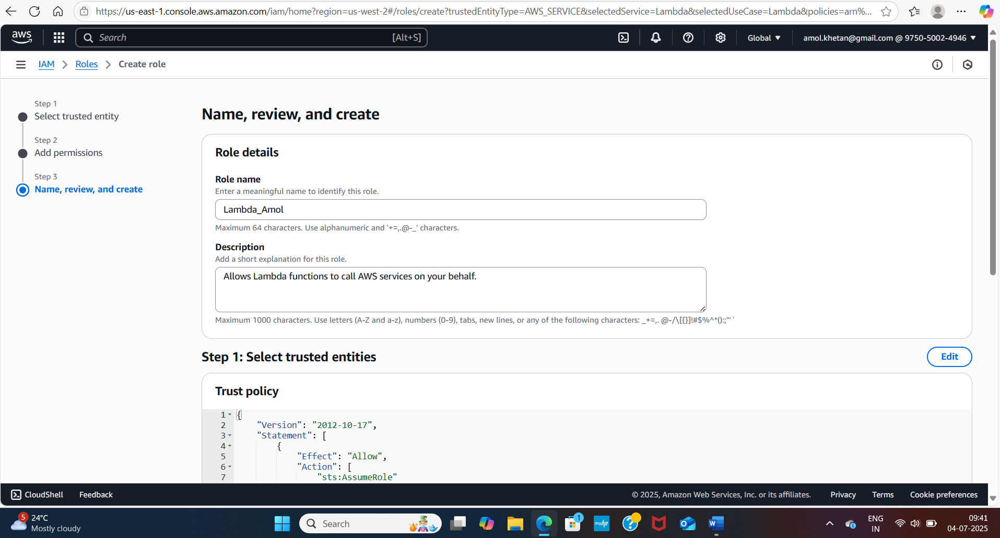 https://us-east-1.console.aws.amazon.com/iam/home?region=us-west-2#/roles/create?trustedEntityType=AWS_SERVICE&selectedService=Lambda&selectedUseCase=Lambda&policies=arn%...
aws
Search [Alt+S]
Global
amol.khetan@gmail.com @ 9750-5002-4946
IAM > Roles > Create role
Step 1
Select trusted entity
Step 2
Add permissions
Step 3
Name, review, and create
Name, review, and create
Role details
Role name
Enter a meaningful name to identify this role.
Lambda_Amol
Maximum 64 characters. Use alphanumeric and '+=,.@-_' characters.
Description
Add a short explanation for this role.
Allows Lambda functions to call AWS services on your behalf.
Maximum 1000 characters. Use letters (A-Z and a-z), numbers (0-9), tabs, new lines, or any of the following characters: _+=,. @-/\[{}]!#$%^*();:"'`
Step 1: Select trusted entities
Edit
Trust policy
1 {
2 "Version": "2012-10-17",
3 "Statement": [
4 {
5 "Effect": "Allow",
6 "Action": [
7 "sts:AssumeRole"
CloudShell Feedback
© 2025, Amazon Web Services, Inc. or its affiliates. Privacy Terms Cookie preferences
5
24°C
Mostly cloudy
Search
1
myhp
ENG
IN
09:41
04-07-2025